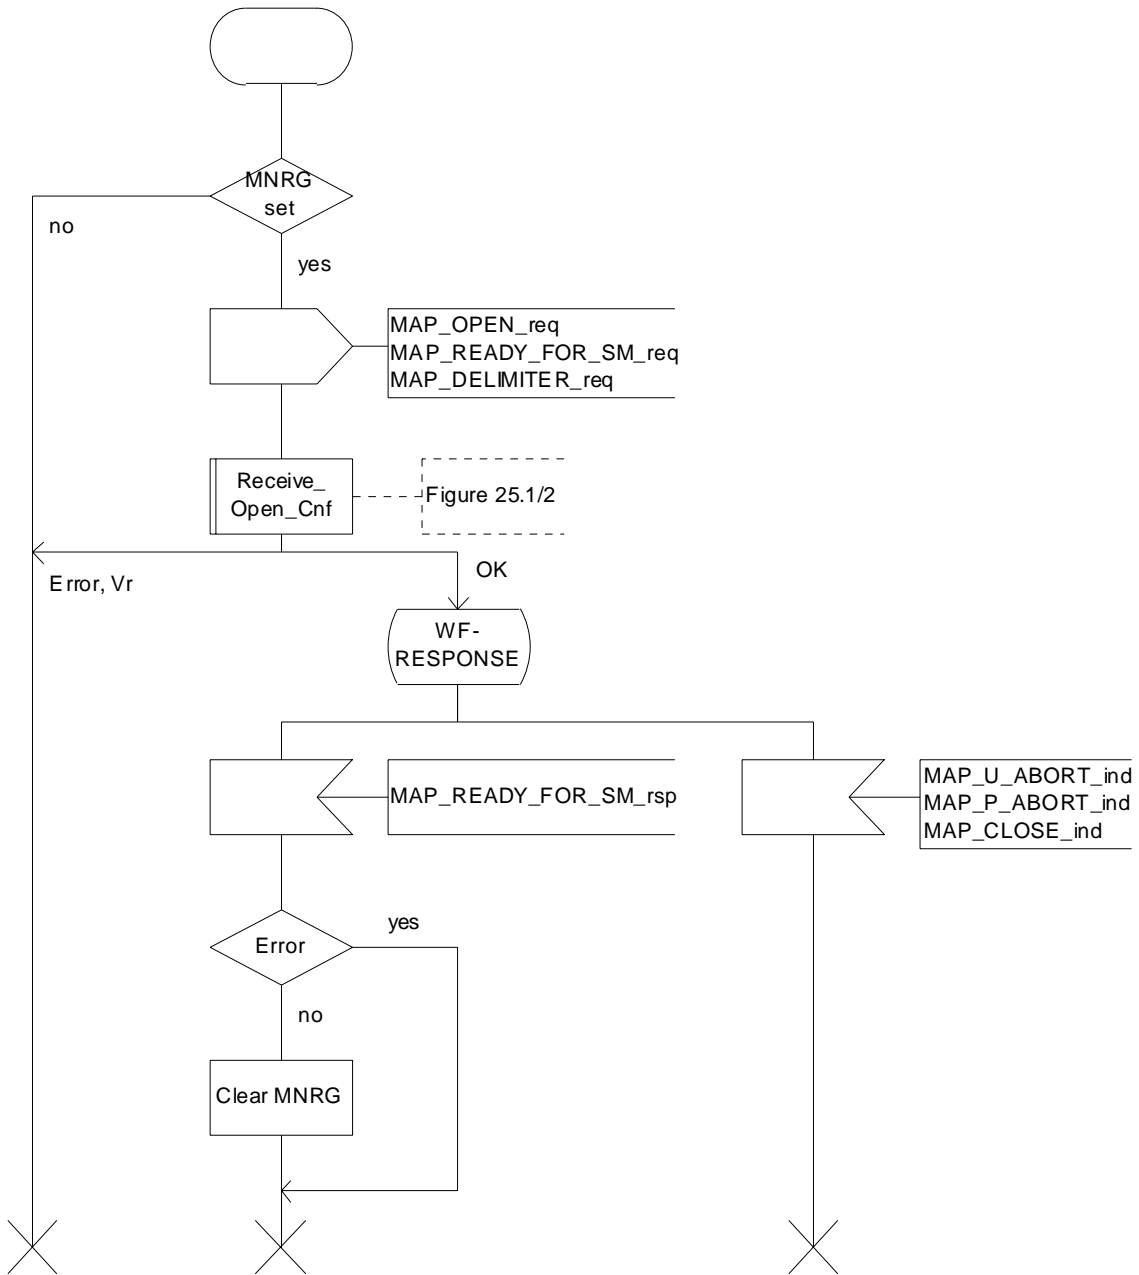 MNRG
set
no
yes
MAP_OPEN_req
MAP_READY_FOR_SM_req
MAP_DELIMITER_req
Receive_
Open_Cnf
Figure 25.1/2
Error, Vr
OK
WF-
RESPONSE
MAP_READY_FOR_SM_rsp
MAP_U_ABORT_ind
MAP_P_ABORT_ind
MAP_CLOSE_ind
Error
yes
no
Clear MNRG